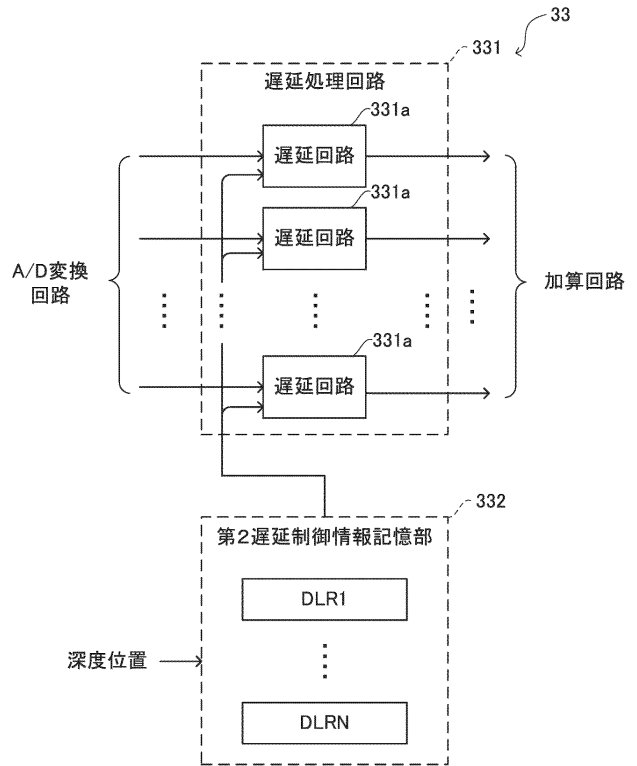 33
331
遅延処理回路
331a
遅延回路
331a
遅延回路
A/D変換
回路
加算回路
331a
遅延回路
332
第2遅延制御情報記憶部
DLR1
深度位置
DLRN